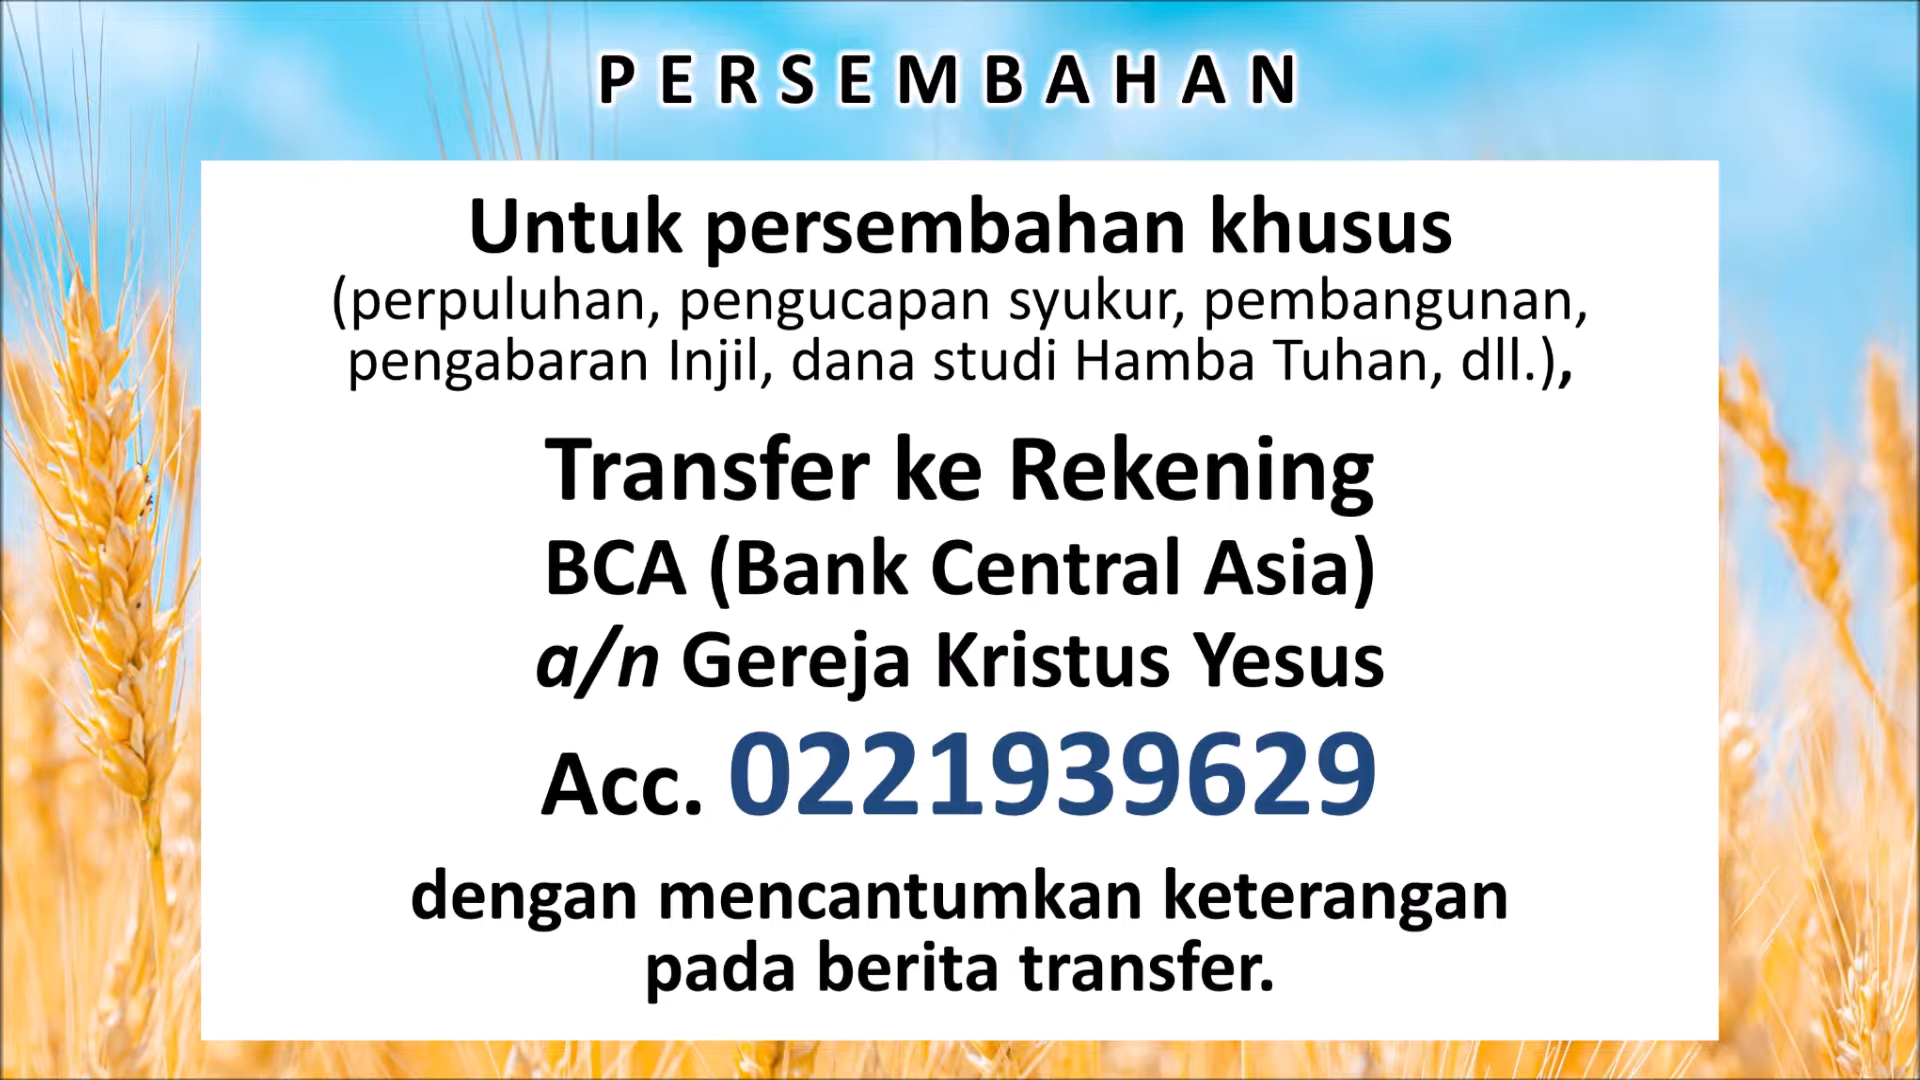 PERSEMBAHAN
Untuk persembahan khusus
(perpuluhan, pengucapan syukur, pembangunan,
pengabaran Injil, dana studi Hamba Tuhan, dll.),
Transfer ke Rekening
BCA (Bank Central Asia)
a/n Gereja Kristus Yesus
Acc. 0221939629
dengan mencantumkan keterangan
pada berita transfer.